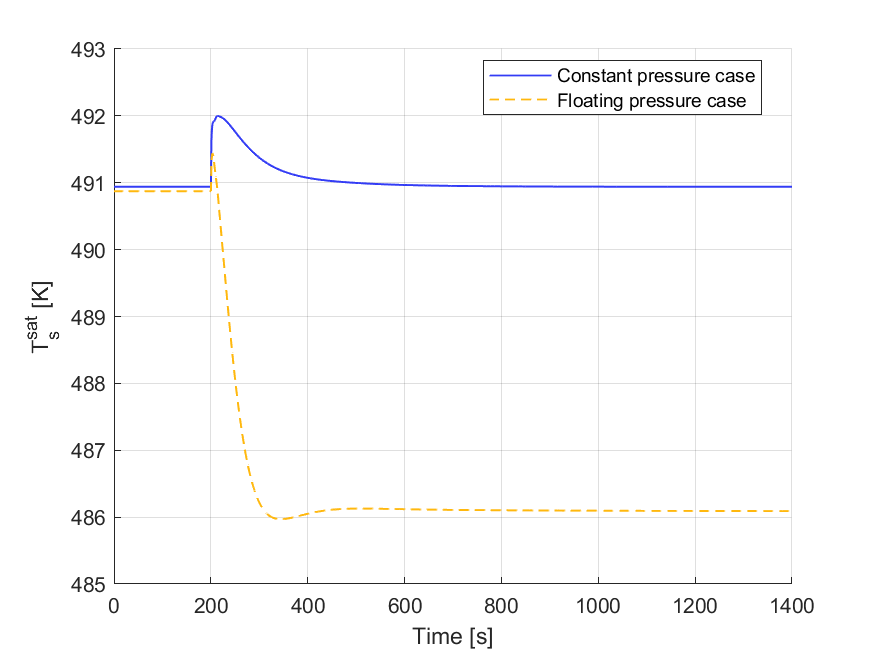 493
492
491
490
489
488
487
486
485
0 200 400 600 800 1000 1200 1400
Time [s]
T_s^sat [K]
Constant pressure case
Floating pressure case